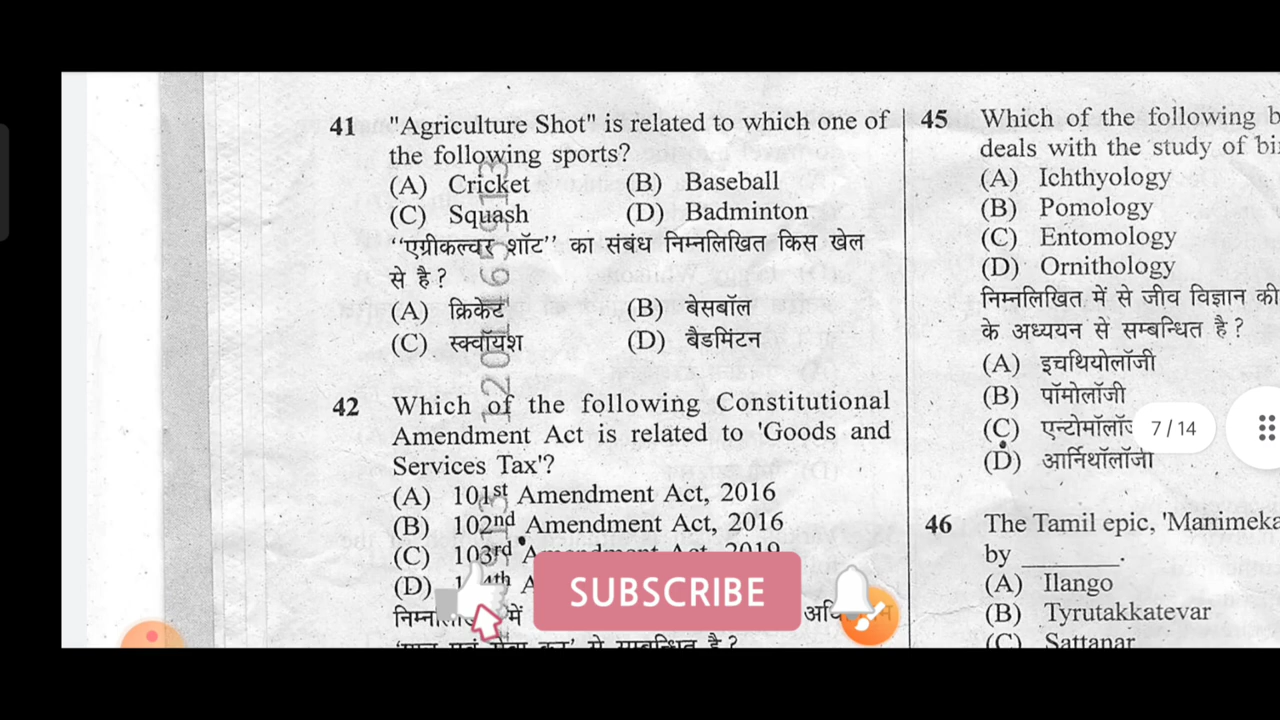 41 "Agriculture Shot" is related to which one of
the following sports?
(A) Cricket (B) Baseball
(C) Squash (D) Badminton
‘‘एग्रीकल्चर शॉट’’ का संबंध निम्नलिखित किस खेल
से है ?
(A) क्रिकेट (B) बेसबॉल
(C) स्क्वॉयश (D) बैडमिंटन
42 Which of the following Constitutional
Amendment Act is related to 'Goods and
Services Tax'?
(A) 101st Amendment Act, 2016
(B) 102nd Amendment Act, 2016
(C) 103rd Amendment Act, 2019
(D)
में
SUBSCRIBE
45 Which of the following
deals with the study of
(A) Ichthyology
(B) Pomology
(C) Entomology
(D) Ornithology
निम्नलिखित में से जीव विज्ञान की
के अध्ययन से सम्बन्धित है ?
(A) इचथियोलॉजी
(B) पॉमोलॉजी
(C)
(D) आर्निथॉलॉजी
7 / 14
46 The Tamil epic,
by ________.
(A) Ilango
(B) Tyrutakkatevar
(C) Sattanar